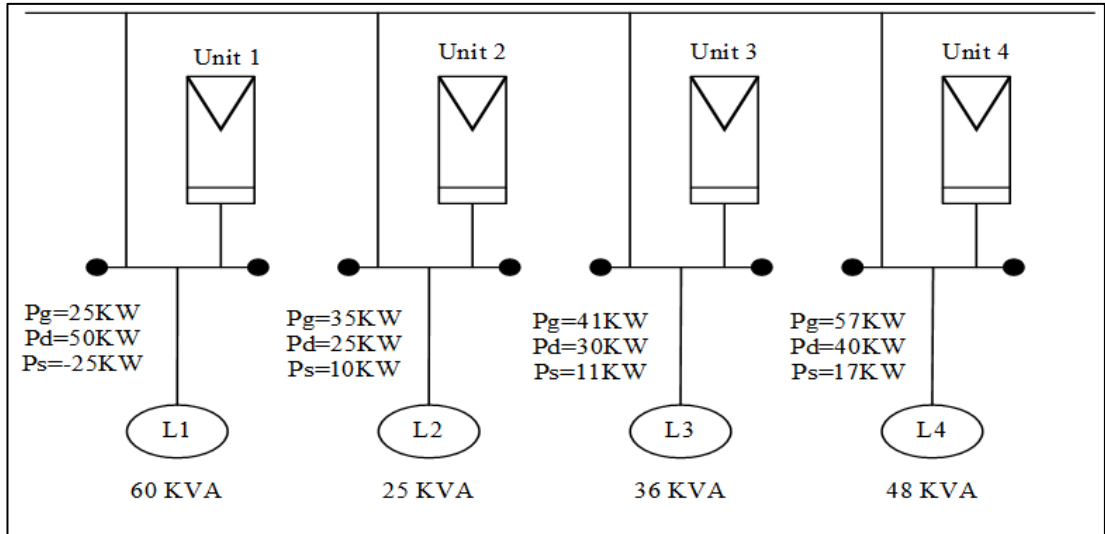 Unit 1
Unit 2
Unit 3
Unit 4
Pg=25KW
Pd=50KW
Ps=-25KW
Pg=35KW
Pd=25KW
Ps=10KW
Pg=41KW
Pd=30KW
Ps=11KW
Pg=57KW
Pd=40KW
Ps=17KW
L1
L2
L3
L4
60 KVA
25 KVA
36 KVA
48 KVA